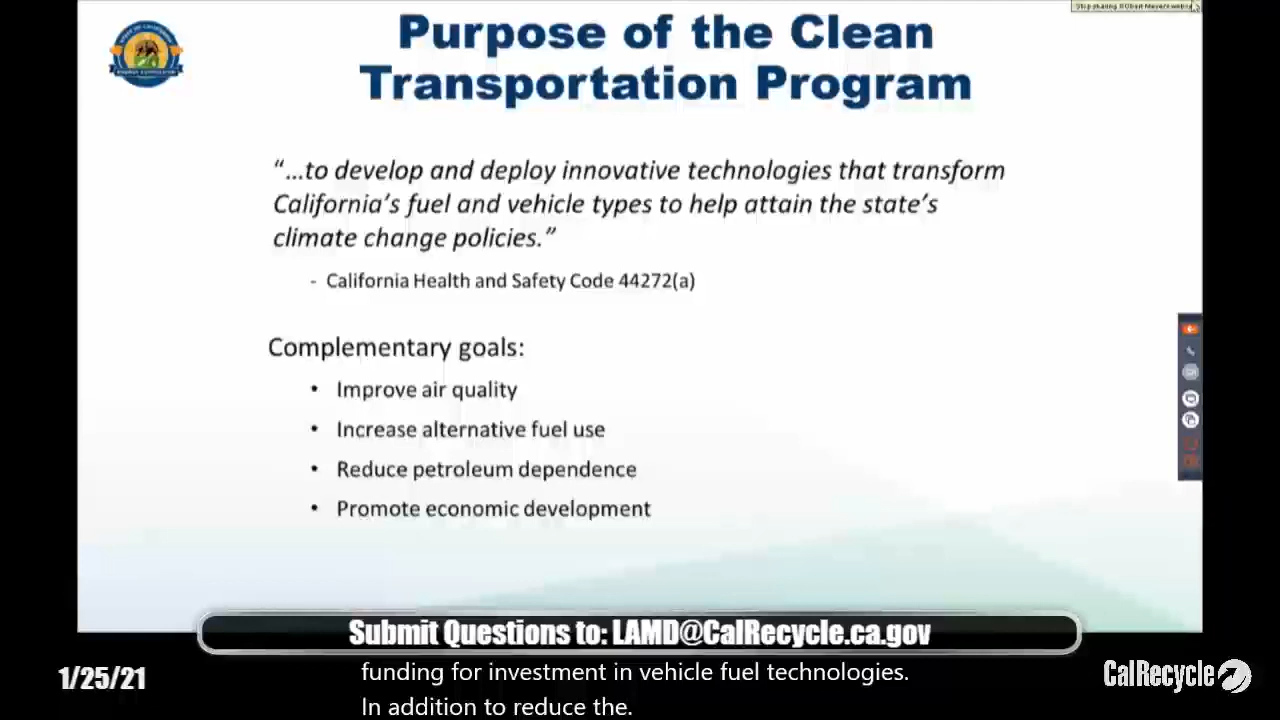 Purpose of the Clean
Transportation Program
“…to develop and deploy innovative technologies that transform
California’s fuel and vehicle types to help attain the state’s
climate change policies.”
- California Health and Safety Code 44272(a)
Complementary goals:
• Improve air quality
• Increase alternative fuel use
• Reduce petroleum dependence
• Promote economic development
Submit Questions to: LAMD@CalRecycle.ca.gov
funding for investment in vehicle fuel technologies.
In addition to reduce the.
1/25/21
CalRecycle